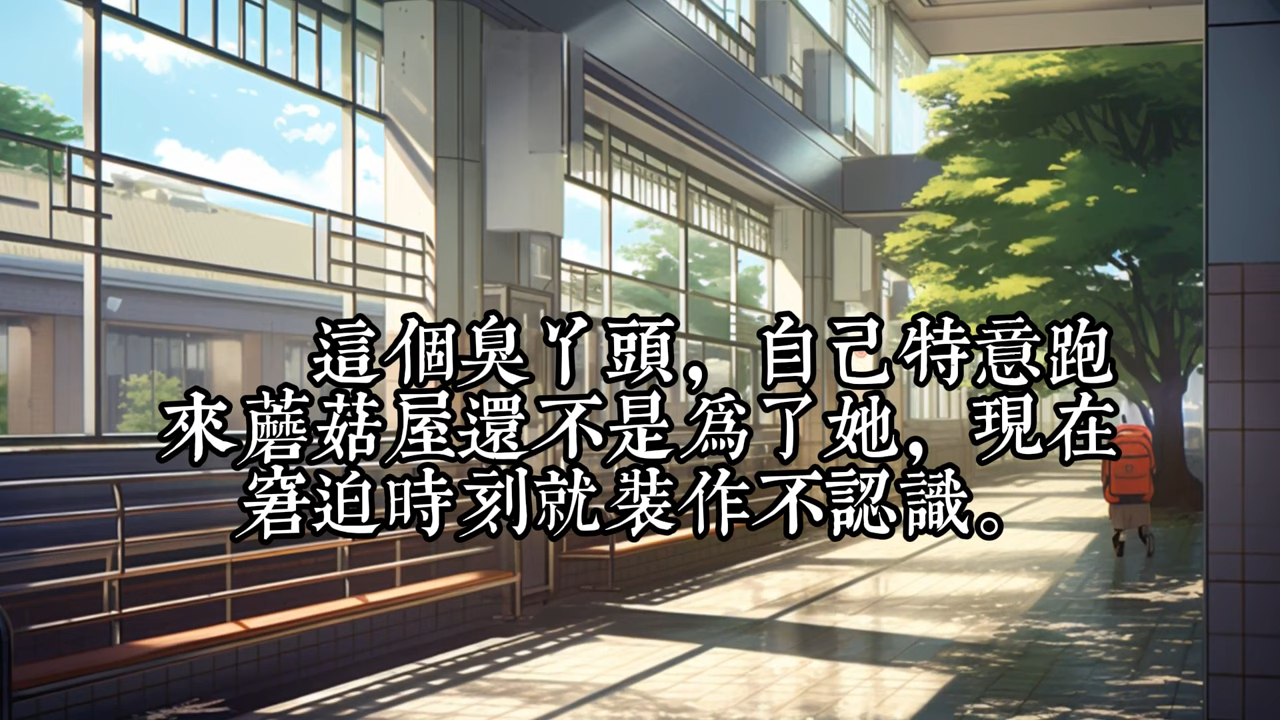 這個臭丫頭，自己特意跑
來蘑菇屋還不是爲了她，現在
窘迫時刻就裝作不認識。